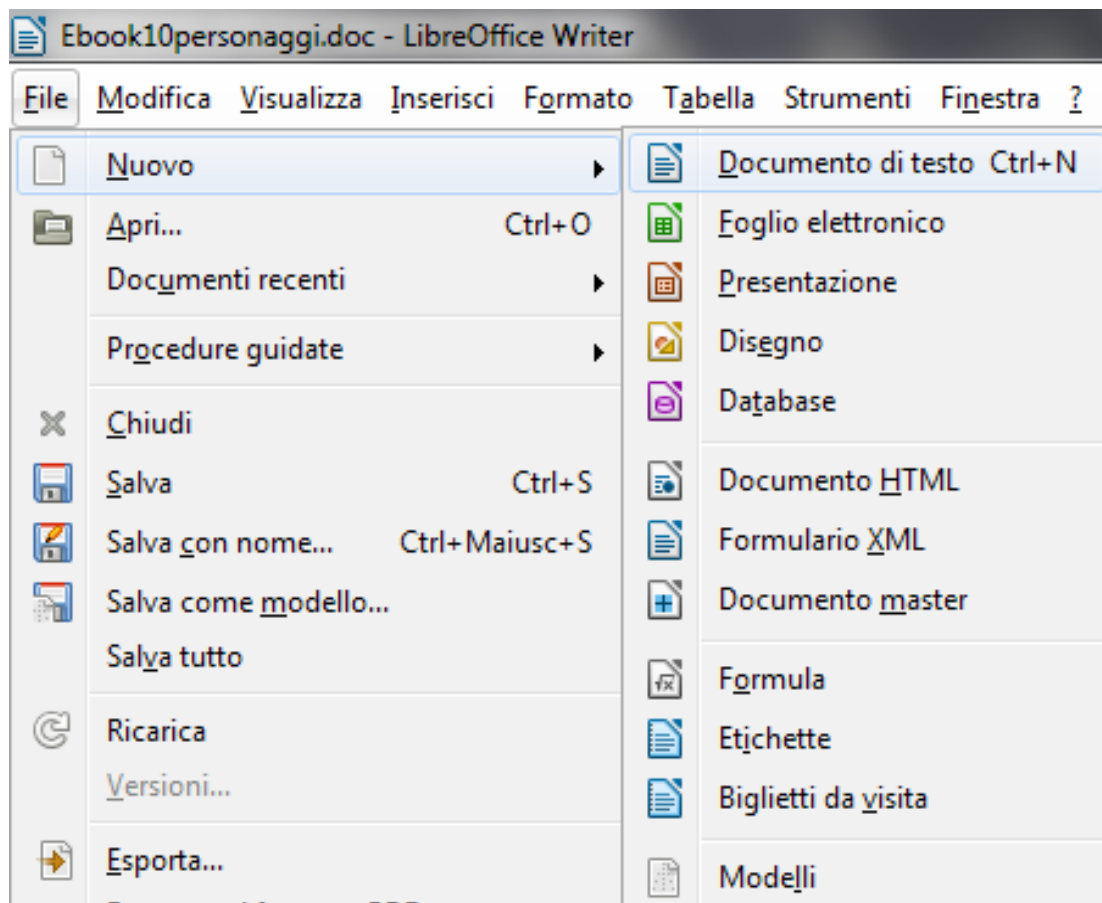 Ebook10personaggi.doc - LibreOffice Writer
File Modifica Visualizza Inserisci Formato Tabella Strumenti Finestra ?
Nuovo
Apri... Ctrl+O
Documenti recenti
Procedure guidate
Chiudi
Salva Ctrl+S
Salva con nome... Ctrl+Maiusc+S
Salva come modello...
Salva tutto
Ricarica
Versioni...
Esporta...
Documento di testo Ctrl+N
Foglio elettronico
Presentazione
Disegno
Database
Documento HTML
Formulario XML
Documento master
Formula
Etichette
Biglietti da visita
Modelli